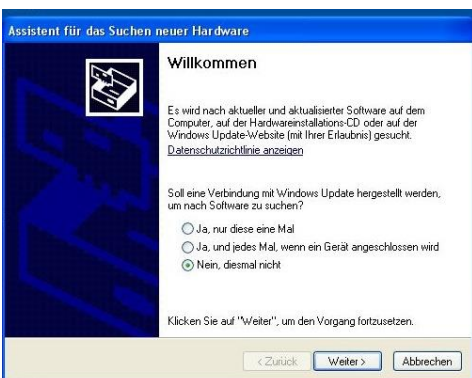 Assistent für das Suchen neuer Hardware
Willkommen
Es wird nach aktueller und aktualisierter Software auf dem
Computer, auf der Hardwareinstallations-CD oder auf der
Windows Update-Website (mit Ihrer Erlaubnis) gesucht.
Datenschutzrichtlinie anzeigen
Soll eine Verbindung mit Windows Update hergestellt werden,
um nach Software zu suchen?
Ja, nur diese eine Mal
Ja, und jedes Mal, wenn ein Gerät angeschlossen wird
Nein, diesmal nicht
Klicken Sie auf "Weiter", um den Vorgang fortzusetzen.
< Zurück Weiter > Abbrechen